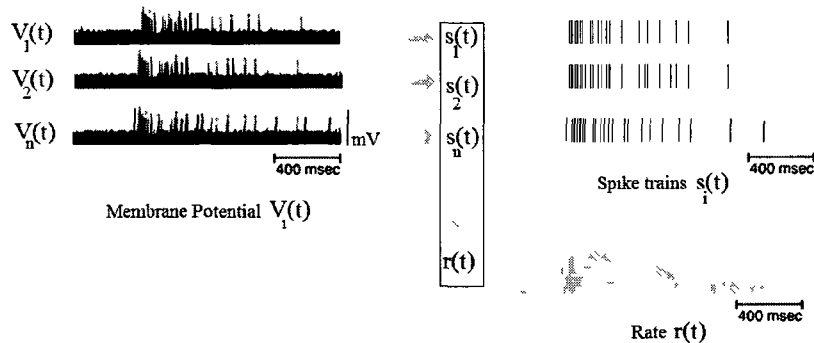 V1(t)
V2(t)
Vn(t)
mV
400 msec
Membrane Potential V1(t)
s1(t)
s2(t)
sn(t)
r(t)
400 msec
Spike trains si(t)
400 msec
Rate r(t)